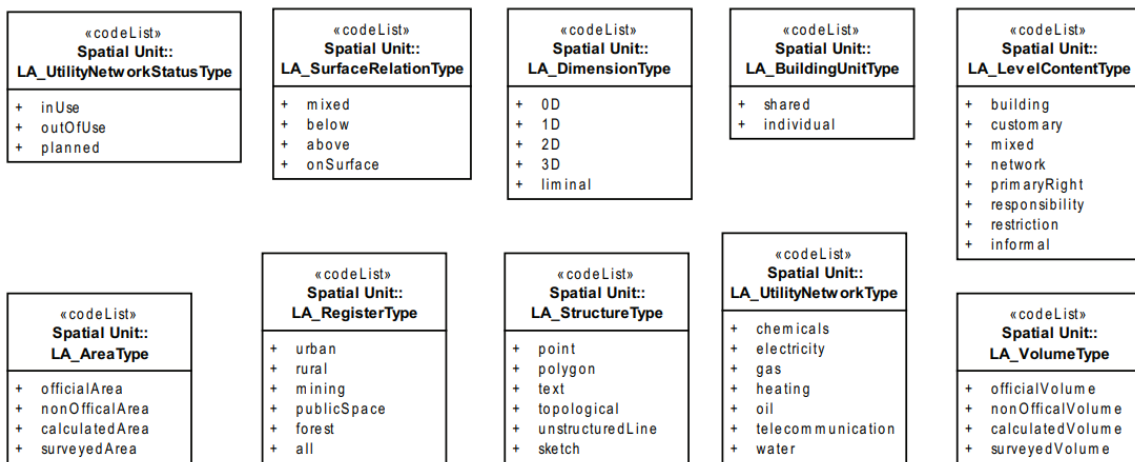 «codeList»
Spatial Unit::
LA_UtilityNetworkStatusType
+ inUse
+ outOfUse
+ planned
«codeList»
Spatial Unit::
LA_SurfaceRelationType
+ mixed
+ below
+ above
+ onSurface
«codeList»
Spatial Unit::
LA_DimensionType
+ 0D
+ 1D
+ 2D
+ 3D
+ liminal
«codeList»
Spatial Unit::
LA_BuildingUnitType
+ shared
+ individual
«codeList»
Spatial Unit::
LA_LevelContentType
+ building
+ customary
+ mixed
+ network
+ primaryRight
+ responsibility
+ restriction
+ informal
«codeList»
Spatial Unit::
LA_AreaType
+ officialArea
+ nonOfficalArea
+ calculatedArea
+ surveyedArea
«codeList»
Spatial Unit::
LA_RegisterType
+ urban
+ rural
+ mining
+ publicSpace
+ forest
+ all
«codeList»
Spatial Unit::
LA_StructureType
+ point
+ polygon
+ text
+ topological
+ unstructuredLine
+ sketch
«codeList»
Spatial Unit::
LA_UtilityNetworkType
+ chemicals
+ electricity
+ gas
+ heating
+ oil
+ telecommunication
+ water
«codeList»
Spatial Unit::
LA_VolumeType
+ officialVolume
+ nonOfficalVolume
+ calculatedVolume
+ surveyedVolume